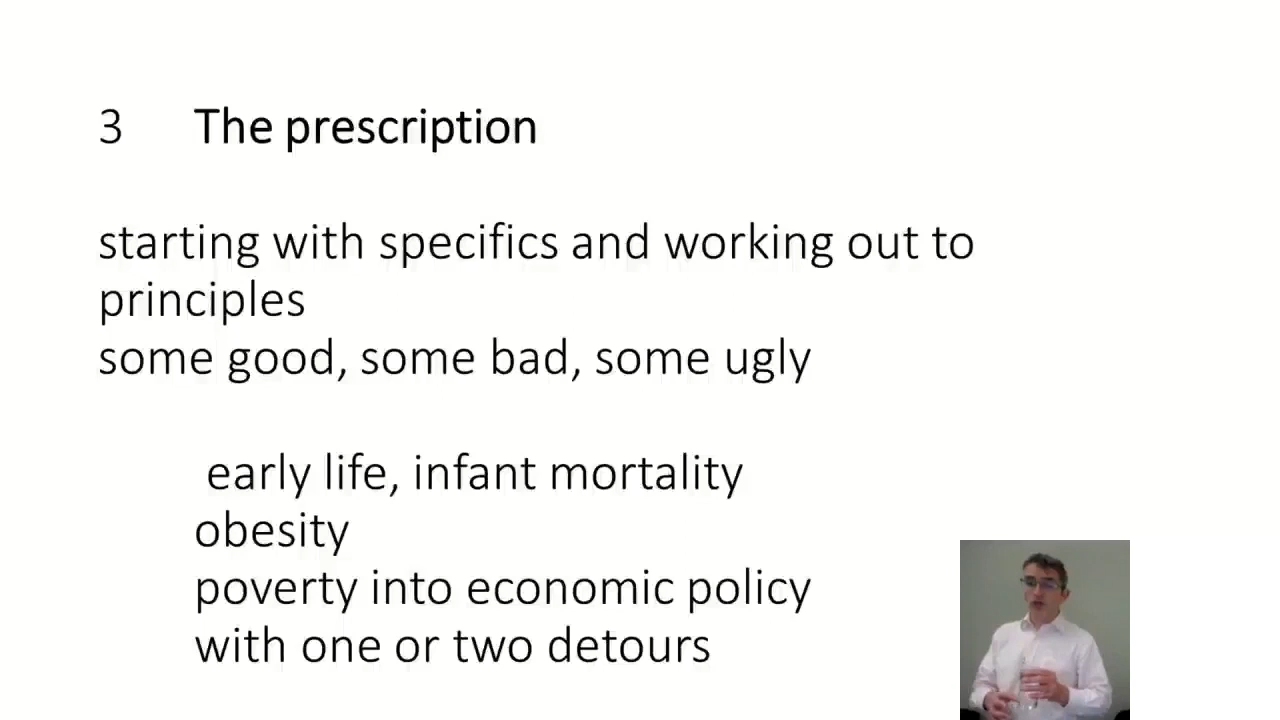 3 The prescription
starting with specifics and working out to
principles
some good, some bad, some ugly
early life, infant mortality
obesity
poverty into economic policy
with one or two detours